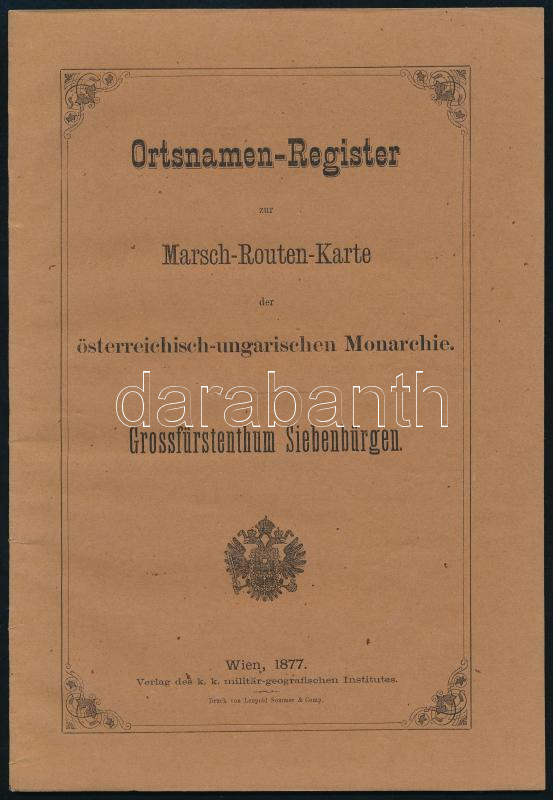 Ortsnamen-Register
zur
Marsch-Routen-Karte
der
österreichisch-ungarischen Monarchie.
darabanth
Grossfürstenthum Siebenbürgen.
Wien, 1877.
Verlag des k. k. militär-geografischen Institutes.
Druck von Leopold Sommer & Comp.